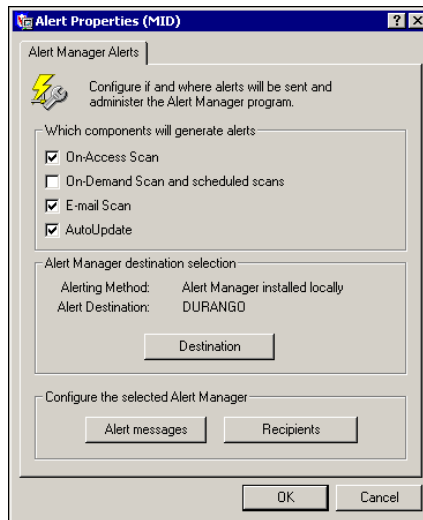 Alert Properties (MID)
Alert Manager Alerts
Configure if and where alerts will be sent and
administer the Alert Manager program.
Which components will generate alerts
On-Access Scan
On-Demand Scan and scheduled scans
E-mail Scan
AutoUpdate
Alert Manager destination selection
Alerting Method: Alert Manager installed locally
Alert Destination: DURANGO
Destination
Configure the selected Alert Manager
Alert messages Recipients
OK Cancel